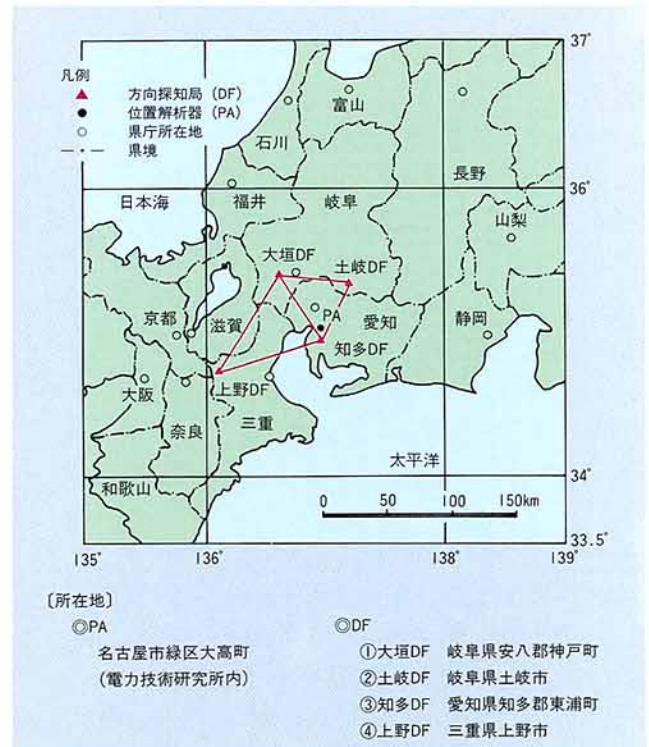 37°
凡例
方向探知局（DF）
位置解析器（PA）
県庁所在地
県境
富山
石川
長野
36°
日本海
福井
岐阜
山梨
大垣DF
土岐DF
PA
愛知
京都
滋賀
静岡
知多DF
上野DF
大阪
三重
奈良
太平洋
34°
和歌山
0 50 100 150km
33.5°
135° 136° 138° 139°
〔所在地〕
◎PA
名古屋市緑区大高町
(電力技術研究所内)
◎DF
①大垣DF 岐阜県安八郡神戸町
②土岐DF 岐阜県土岐市
③知多DF 愛知県知多郡東浦町
④上野DF 三重県上野市